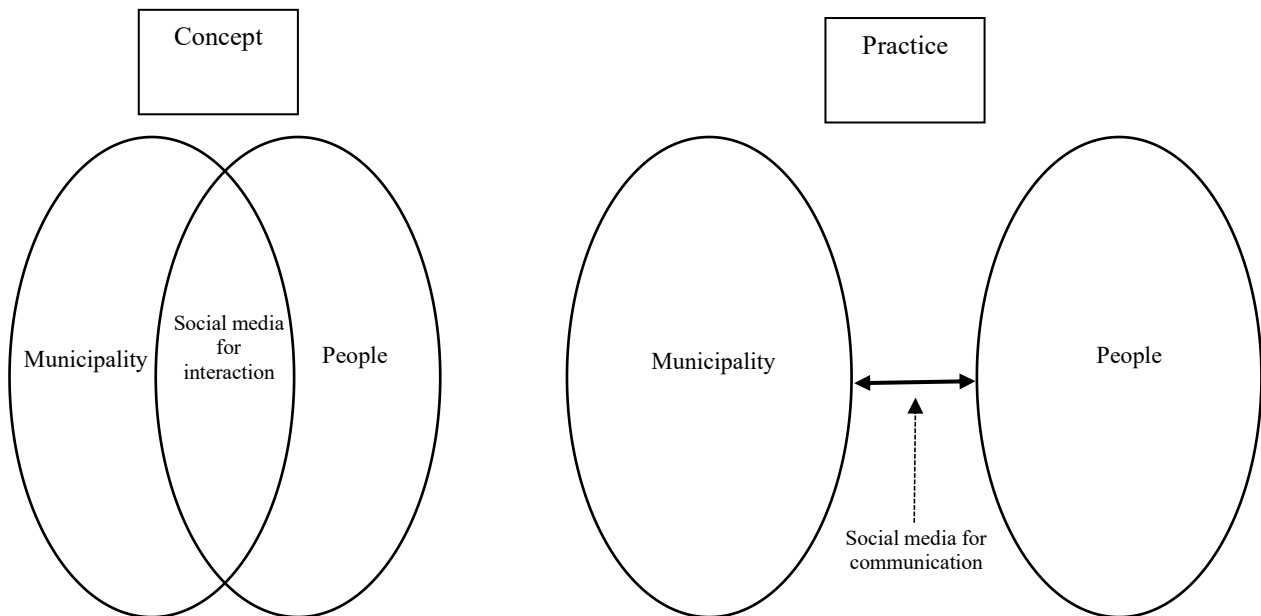 Concept
Practice
Municipality
Social media
for
interaction
People
Municipality
People
Social media for
communication